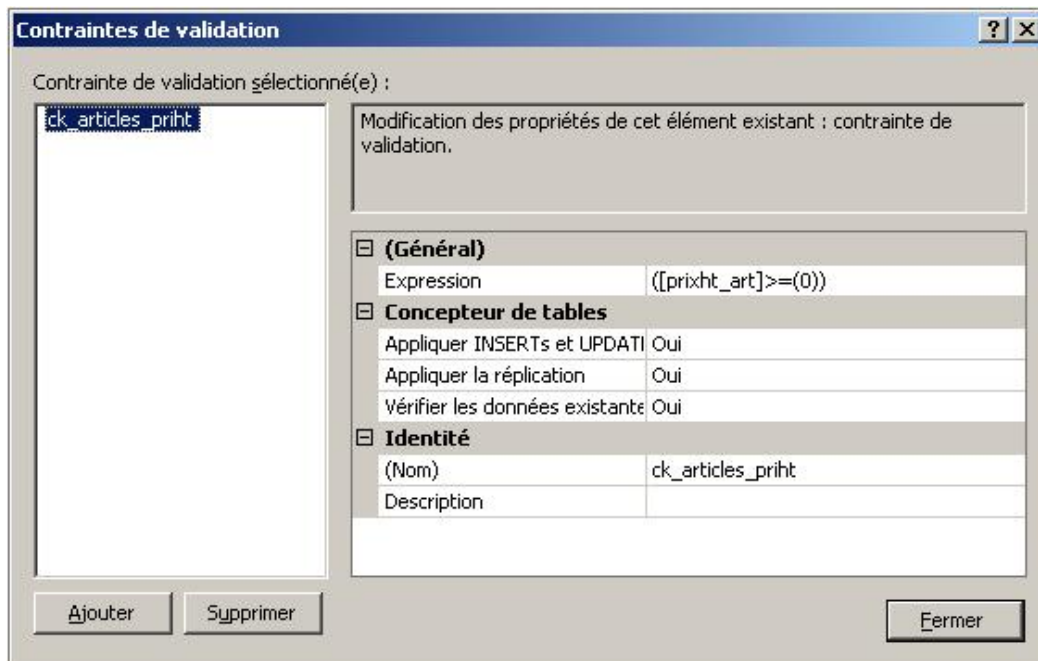 Contraintes de validation
Contrainte de validation sélectionné(e) :
ck_articles_priht
Modification des propriétés de cet élément existant : contrainte de
validation.
(Général)
Expression ([prixht_art]>=(0))
Concepteur de tables
Appliquer INSERTs et UPDATI Oui
Appliquer la réplication Oui
Vérifier les données existante Oui
Identité
(Nom) ck_articles_priht
Description
Ajouter Supprimer
Fermer